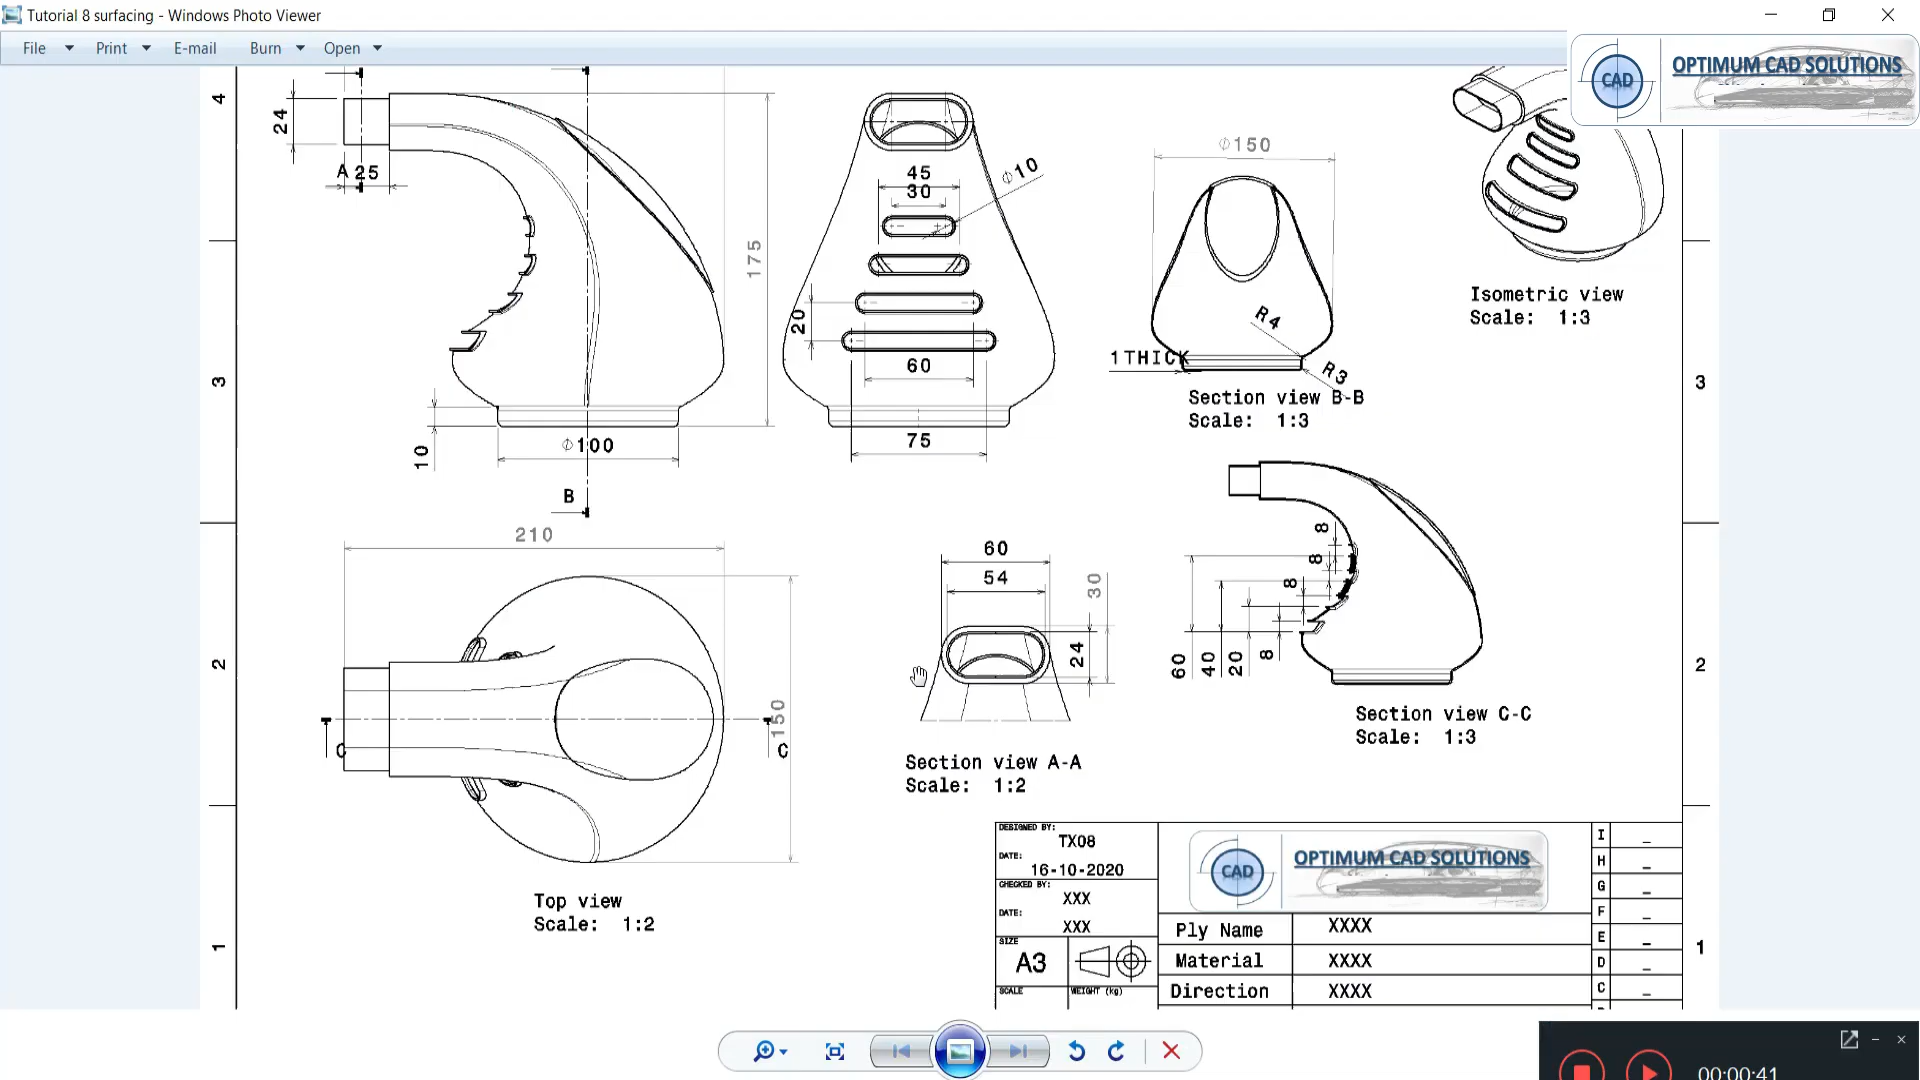 Tutorial 8 surfacing - Windows Photo Viewer
File Print E-mail Burn Open
CAD OPTIMUM CAD SOLUTIONS
4
24
A 25
175
45
30
Φ10
20
60
75
10
Φ100
B
Φ150
R4
1THICK
R3
Section view B-B
Scale: 1:3
Isometric view
Scale: 1:3
3
3
210
150
C
C
Top view
Scale: 1:2
60
54
30
24
Section view A-A
Scale: 1:2
8
8
8
8
60
40
20
Section view C-C
Scale: 1:3
2
2
1
1
DESIGNED BY:
TX08
DATE:
16-10-2020
CHECKED BY:
XXX
DATE:
XXX
SIZE
A3
SCALE
WEIGHT (kg)
CAD OPTIMUM CAD SOLUTIONS
Ply Name XXXX
Material XXXX
Direction XXXX
I _
H _
G _
F _
E _
D _
C _
00:00:41